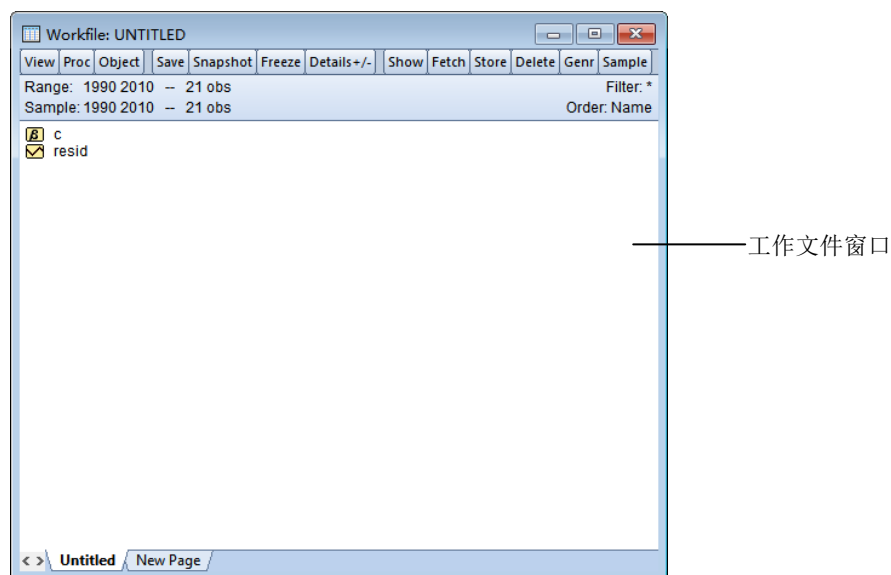 Workfile: UNTITLED
View Proc Object Save Snapshot Freeze Details+/- Show Fetch Store Delete Genr Sample
Range: 1990 2010 -- 21 obs Filter: *
Sample: 1990 2010 -- 21 obs Order: Name
β c
resid
工作文件窗口
Untitled New Page